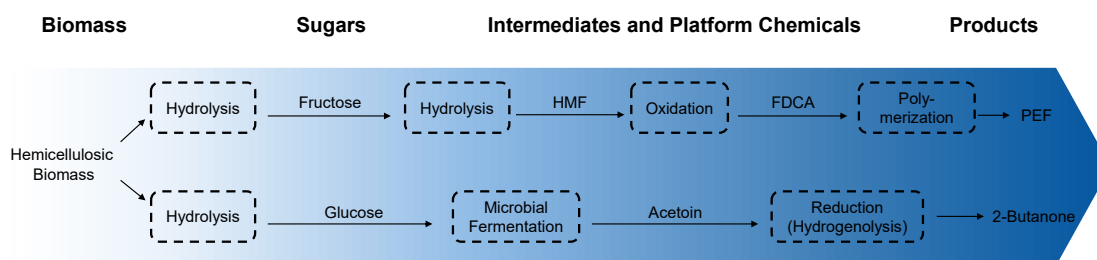 Biomass
Sugars
Intermediates and Platform Chemicals
Products
Hydrolysis
Fructose
Hydrolysis
HMF
Oxidation
FDCA
Poly-
merization
PEF
Hemicellulosic
Biomass
Hydrolysis
Glucose
Microbial
Fermentation
Acetoin
Reduction
(Hydrogenolysis)
2-Butanone